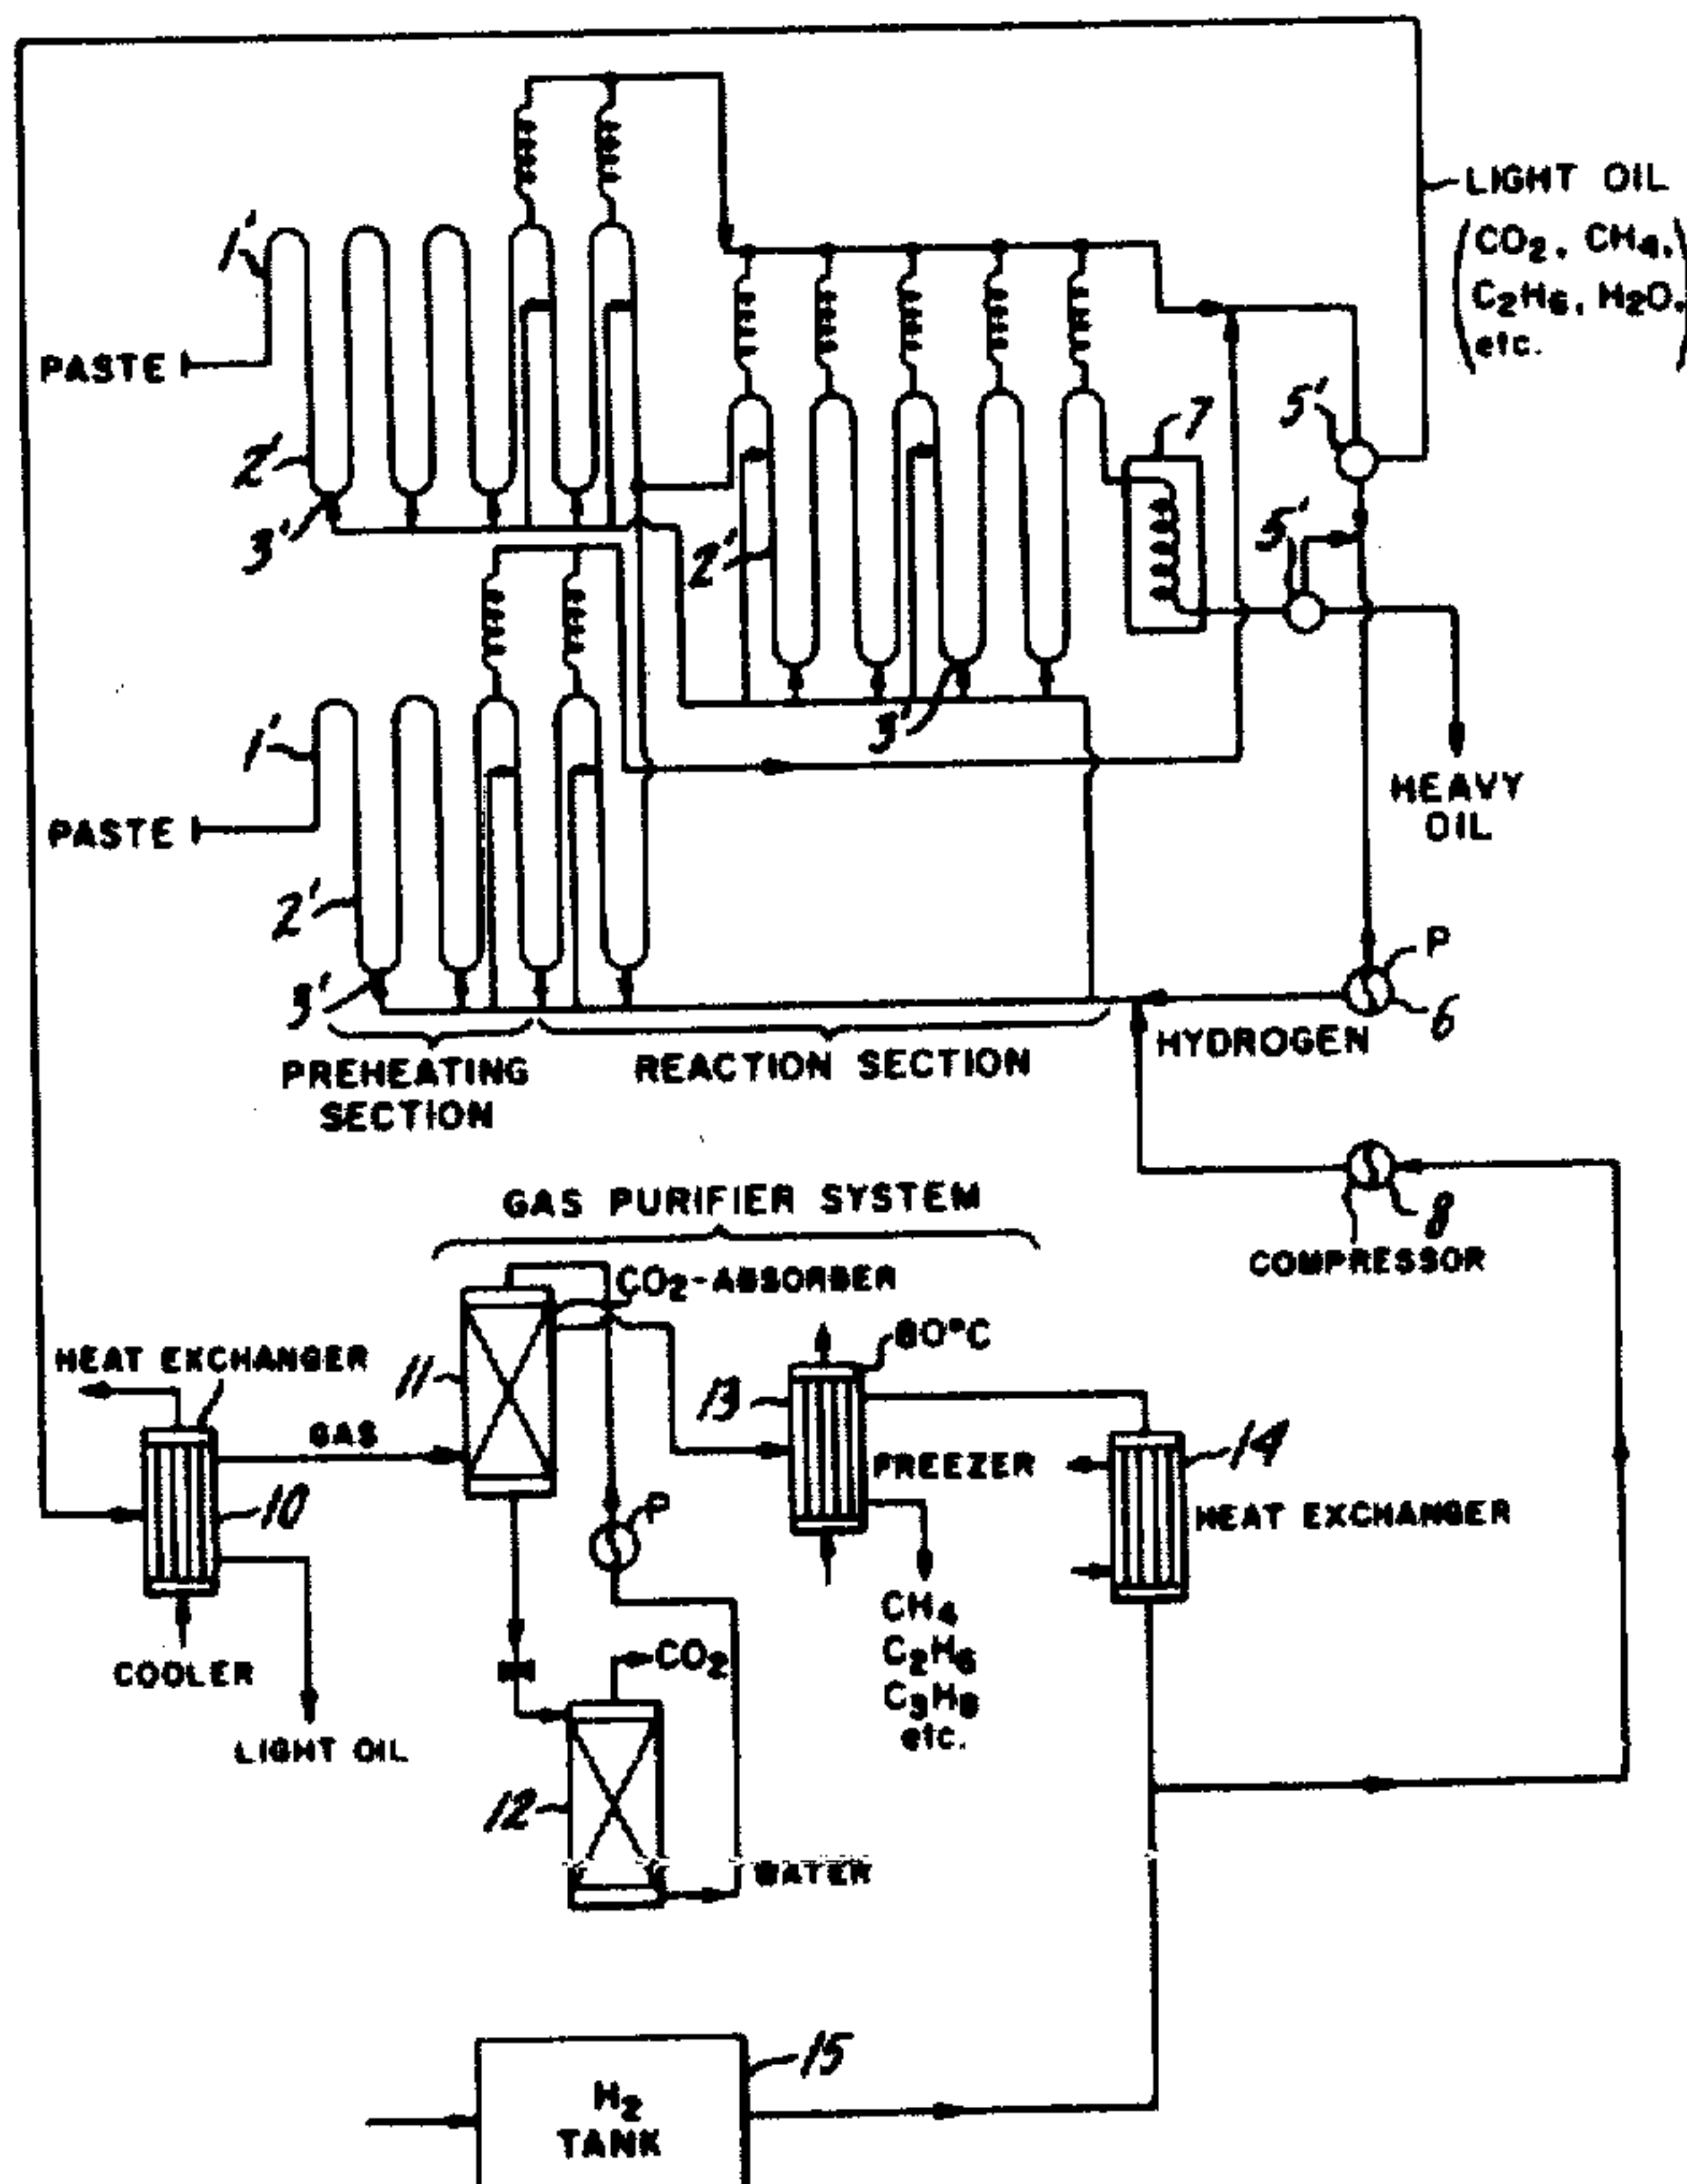 LIGHT OIL
(CO2, CH4,
C2H6, H2O,
etc.)
1'
PASTE
2'
3'
5'
7
5'
2'
3'
1'
PASTE
HEAVY
OIL
2'
3'
P
6
HYDROGEN
PREHEATING
SECTION
REACTION SECTION
GAS PURIFIER SYSTEM
8
COMPRESSOR
CO2-ABSORBER
HEAT EXCHANGER
11
80°C
13
GAS
FREEZER
14
10
P
HEAT EXCHANGER
CH4
C2H6
C3H8
etc.
COOLER
CO2
LIGHT OIL
12
WATER
15
H2
TANK